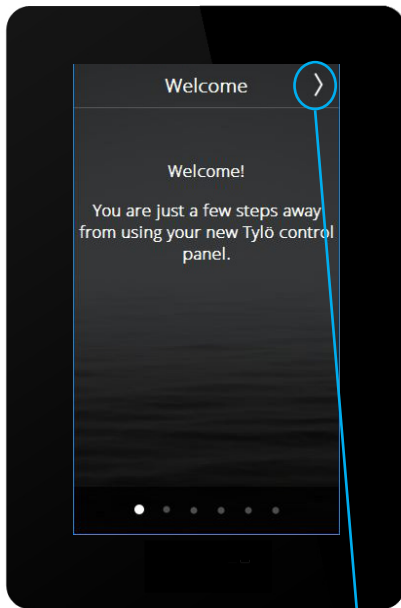 Welcome
Welcome!
You are just a few steps away
from using your new Tylö control
panel.